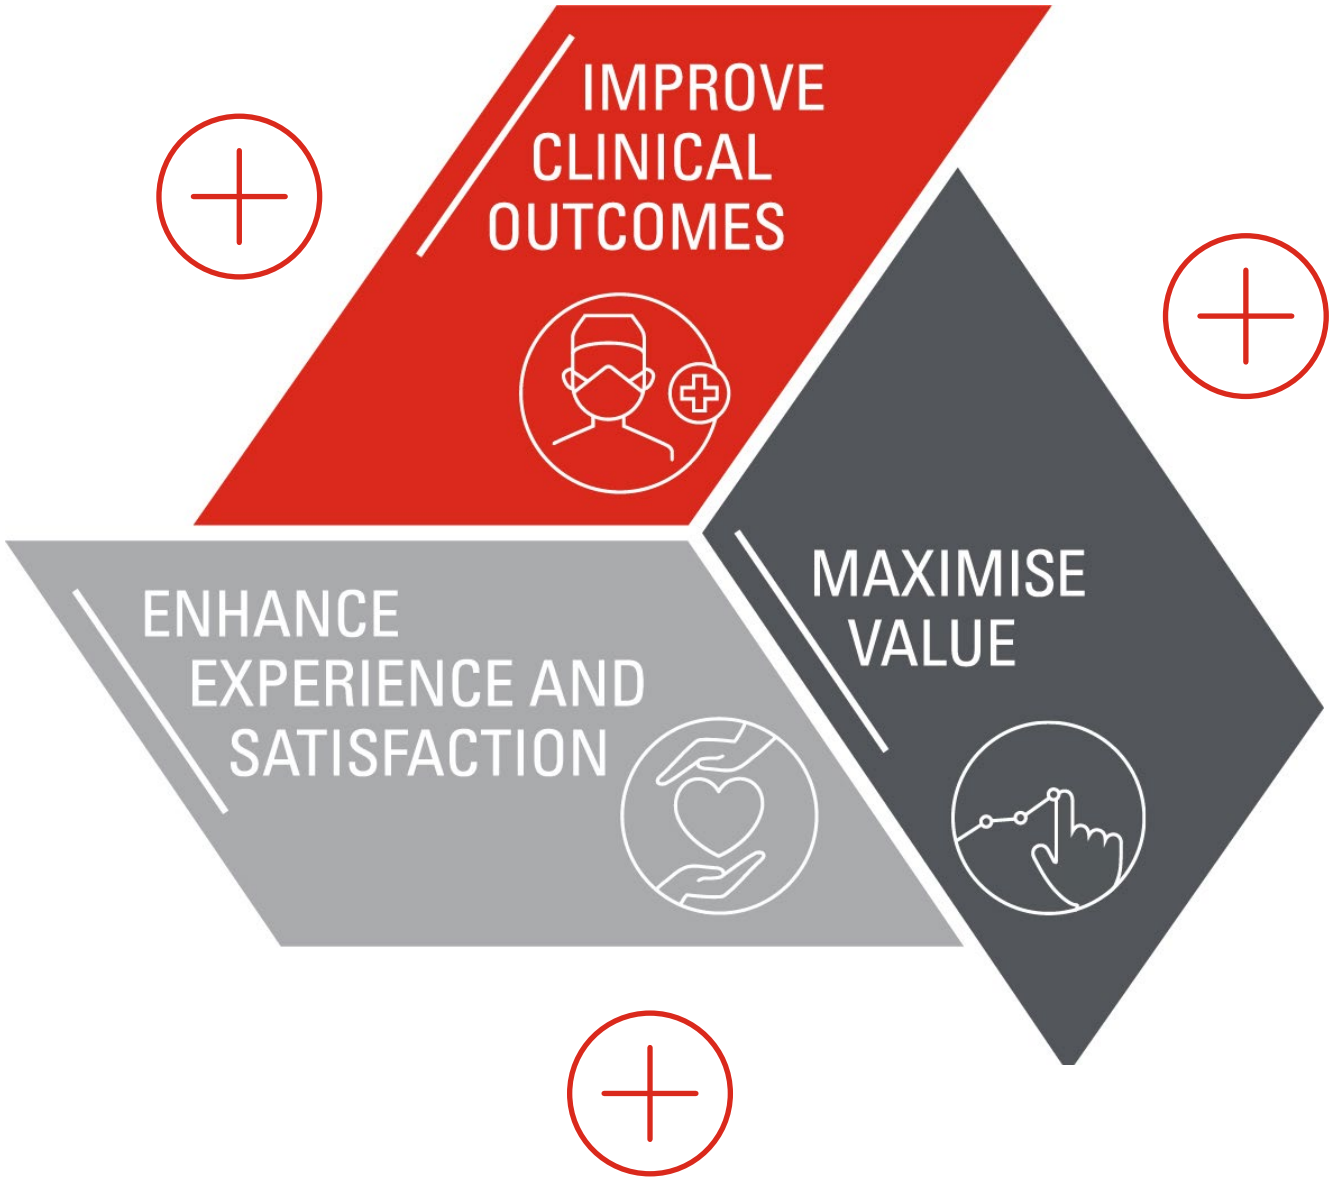 IMPROVE
CLINICAL
OUTCOMES
MAXIMISE
VALUE
ENHANCE
EXPERIENCE AND
SATISFACTION